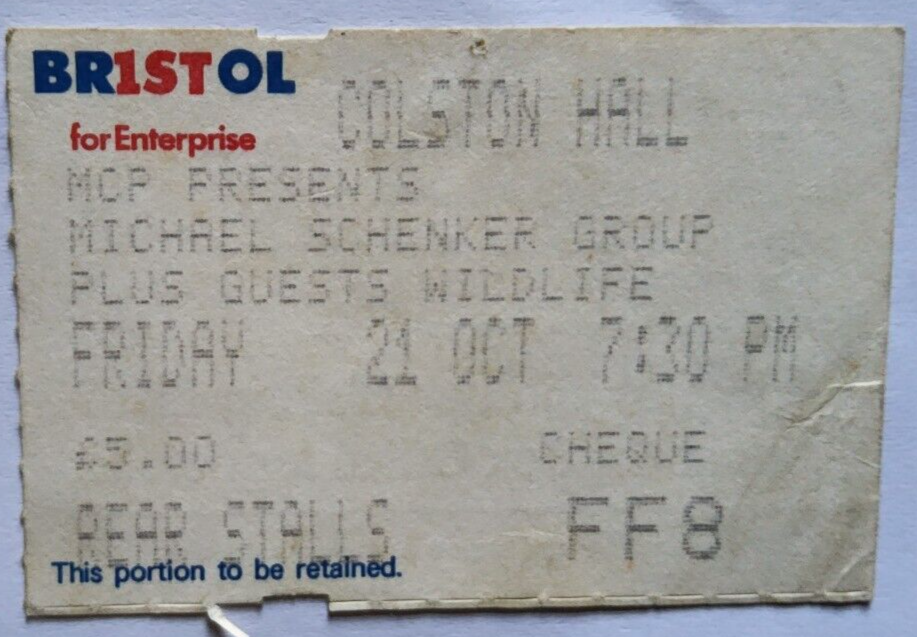 BR1STOL
for Enterprise
COLSTON HALL
MCP PRESENTS
MICHAEL SCHENKER GROUP
PLUS GUESTS WILDLIFE
FRIDAY 21 OCT 7:30 PM
£5.00 CHEQUE
REAR STALLS FF8
This portion to be retained.